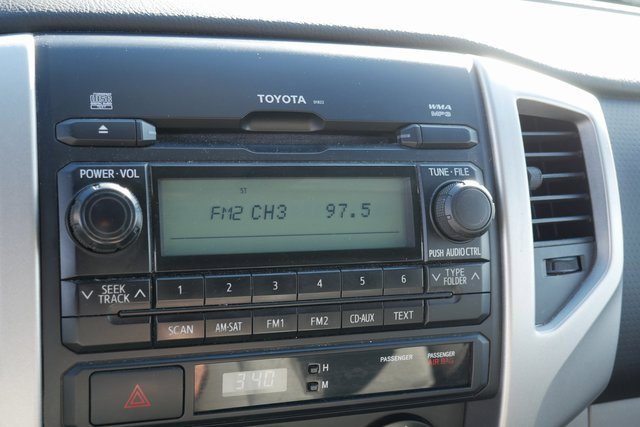 TOYOTA
WMA
MP3
POWER·VOL
TUNE·FILE
ST
FM2 CH3 97.5
PUSH AUDIO CTRL
SEEK
TRACK
1 2 3 4 5 6
TYPE
FOLDER
SCAN AM·SAT FM1 FM2 CD·AUX TEXT
PASSENGER
PASSENGER
AIR BAG
3:40
H
M